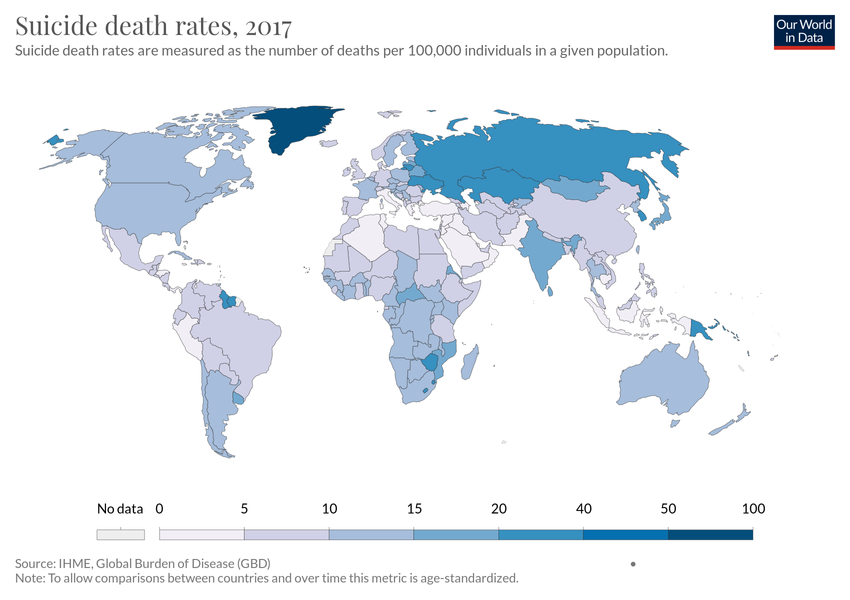 Suicide death rates, 2017
Suicide death rates are measured as the number of deaths per 100,000 individuals in a given population.
Our World
in Data
No data 0 5 10 15 20 40 50 100
Source: IHME, Global Burden of Disease (GBD)
Note: To allow comparisons between countries and over time this metric is age-standardized.